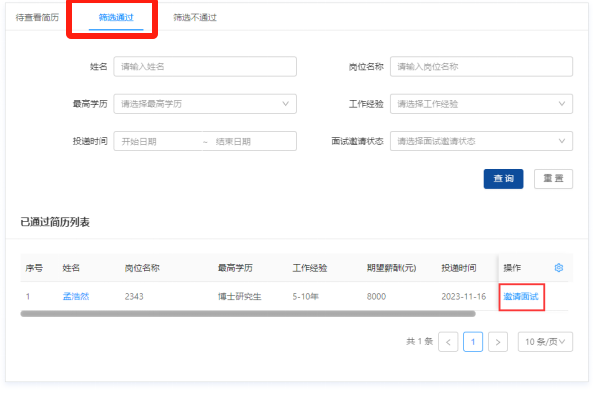 待查看简历 筛选通过 筛选不通过
姓名 请输入姓名 岗位名称 请输入岗位名称
最高学历 请选择最高学历 工作经验 请选择工作经验
投递时间 开始日期 ~ 结束日期 面试邀请状态 请选择面试邀请状态
查 询 重 置
已通过简历列表
序号 姓名 岗位名称 最高学历 工作经验 期望薪酬(元) 投递时间 操作
1 孟浩然 2343 博士研究生 5-10年 8000 2023-11-16 邀请面试
共 1 条 < 1 > 10 条/页